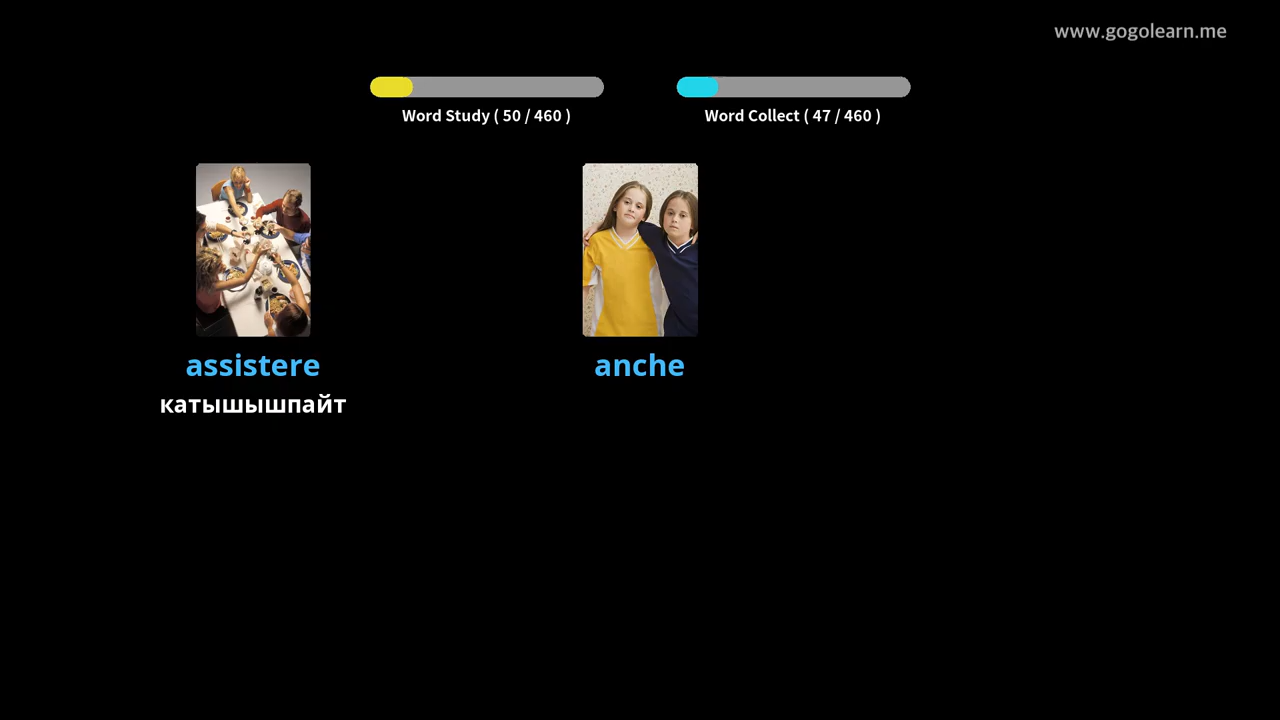 www.gogolearn.me
Word Study ( 50 / 460 )
Word Collect ( 47 / 460 )
assistere
anche
катышышпайт